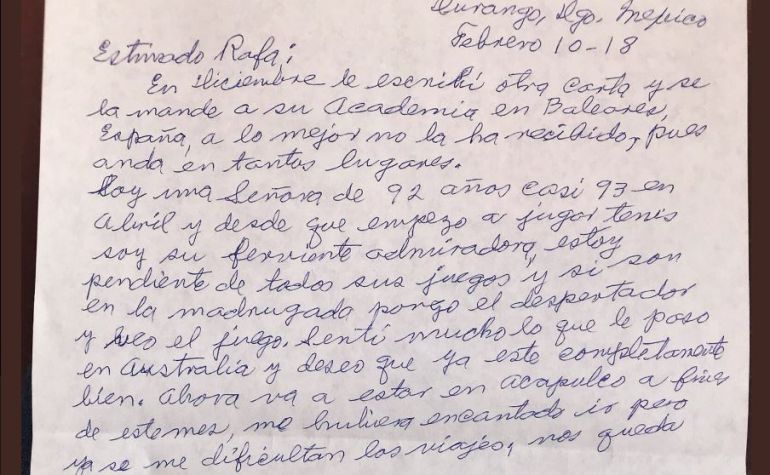 Durango, Dgo. Mexico
Febrero 10-18
Estimado Rafa;
En Diciembre le escribí otra carta y se
la mande a su Academia en Baleares,
España, a lo mejor no la ha recibido, pues
anda en tantos lugares.
Soy una Señora de 92 años casi 93 en
Abril y desde que empezo a jugar tenis
soy su ferviente admiradora, estoy
pendiente de todos sus juegos y si son
en la madrugada pongo el despertador
y veo el juego. Sentí mucho lo que le paso
en Australia y deseo que ya este completamente
bien. Ahora va a estar en Acapulco a fines
de este mes, me hubiera encantado ir pero
ya se me dificultan los viajes, nos queda